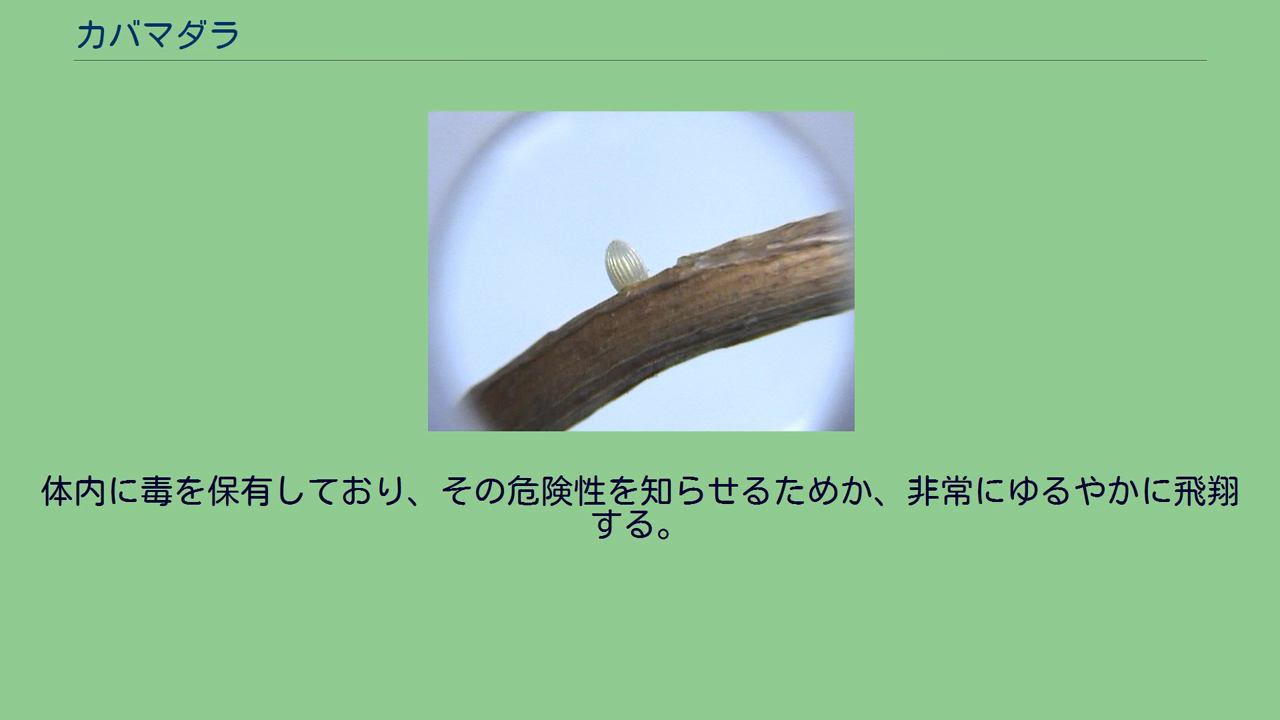 カバマダラ
体内に毒を保有しており、その危険性を知らせるためか、非常にゆるやかに飛翔
する。